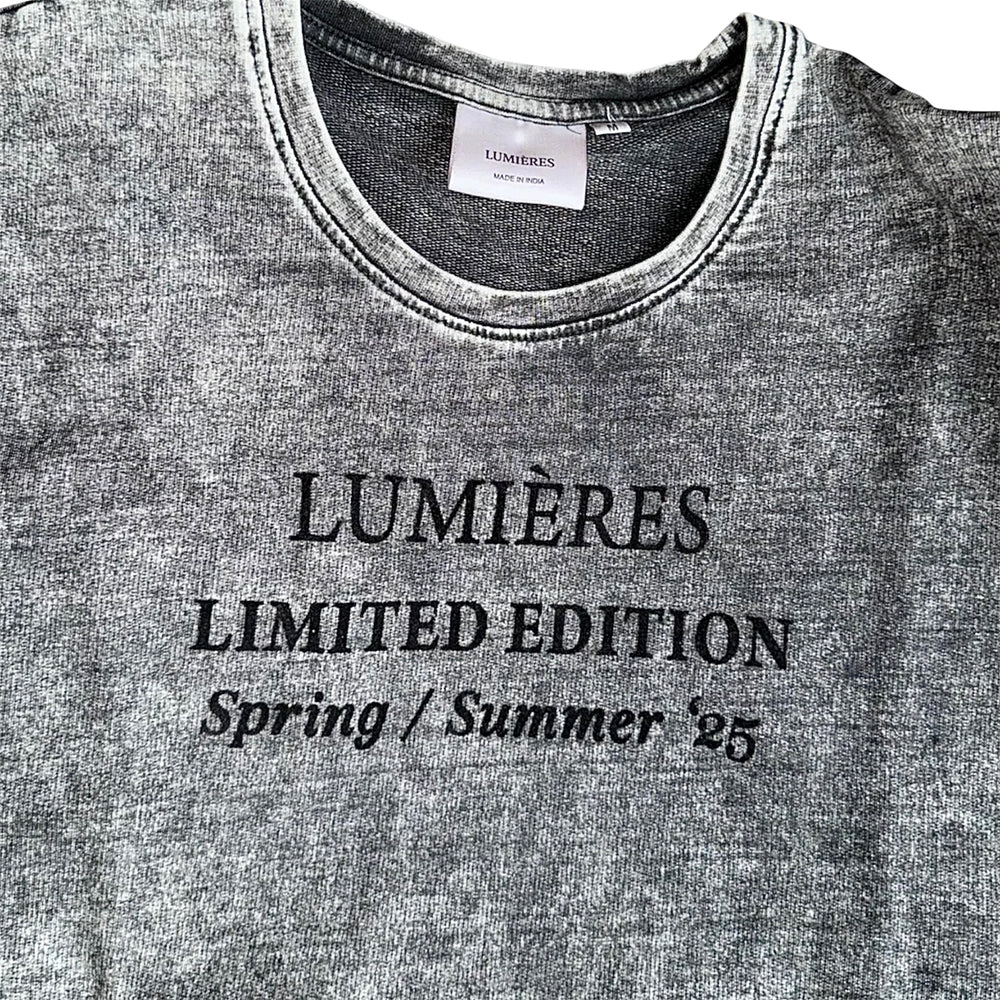 LUMIÈRES
MADE IN INDIA
M
LUMIÈRES
LIMITED EDITION
Spring / Summer ‘25